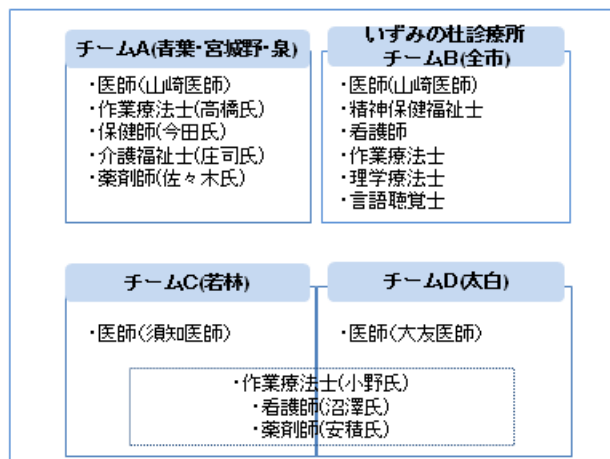 チームA(青葉・宮城野・泉)
・医師(山崎医師)
・作業療法士(高橋氏)
・保健師(今田氏)
・介護福祉士(庄司氏)
・薬剤師(佐々木氏)
いずみの杜診療所
チームB(全市)
・医師(山崎医師)
・精神保健福祉士
・看護師
・作業療法士
・理学療法士
・言語聴覚士
チームC(若林)
・医師(須知医師)
チームD(太白)
・医師(大友医師)
・作業療法士(小野氏)
・看護師(沼澤氏)
・薬剤師(安積氏)